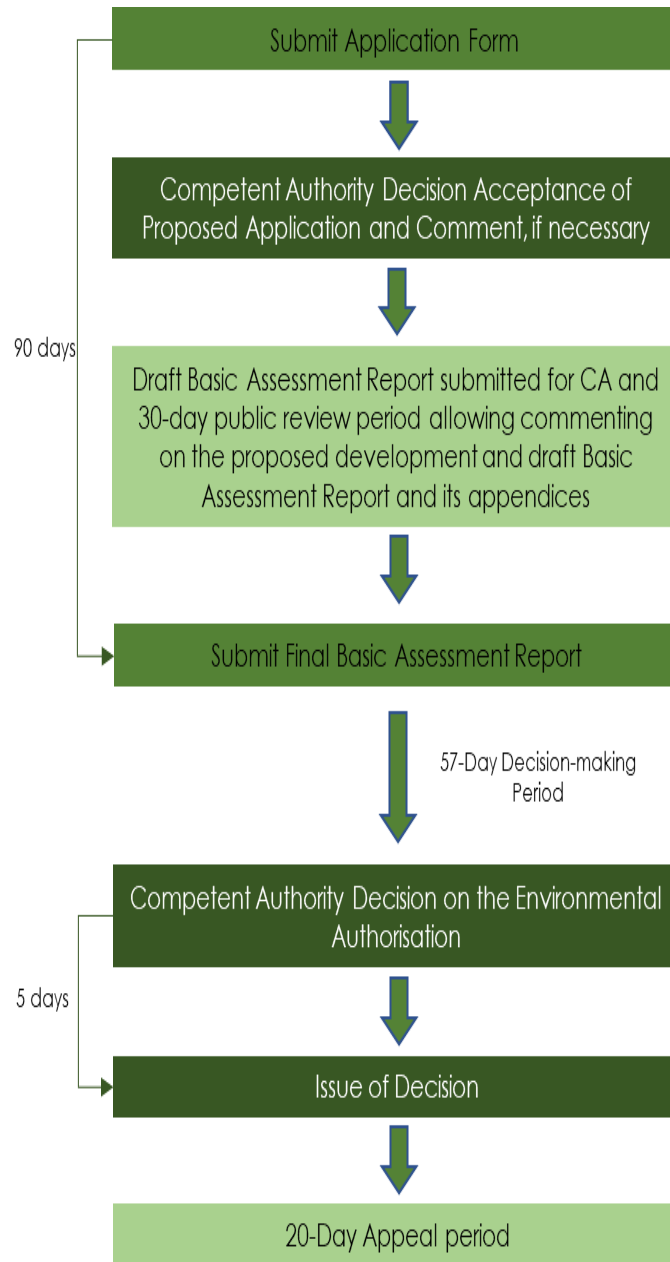 Submit Application Form
Competent Authority Decision Acceptance of
Proposed Application and Comment, if necessary
90 days
Draft Basic Assessment Report submitted for CA and
30-day public review period allowing commenting
on the proposed development and draft Basic
Assessment Report and its appendices
Submit Final Basic Assessment Report
57-Day Decision-making
Period
Competent Authority Decision on the Environmental
Authorisation
5 days
Issue of Decision
20-Day Appeal period